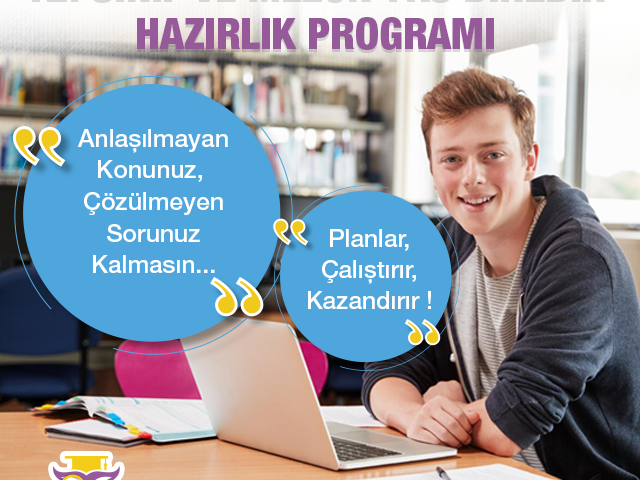 HAZIRLIK PROGRAMI
Anlaşılmayan
Konunuz,
Çözülmeyen
Sorunuz
Kalmasın...
Planlar,
Çalıştırır,
Kazandırır !